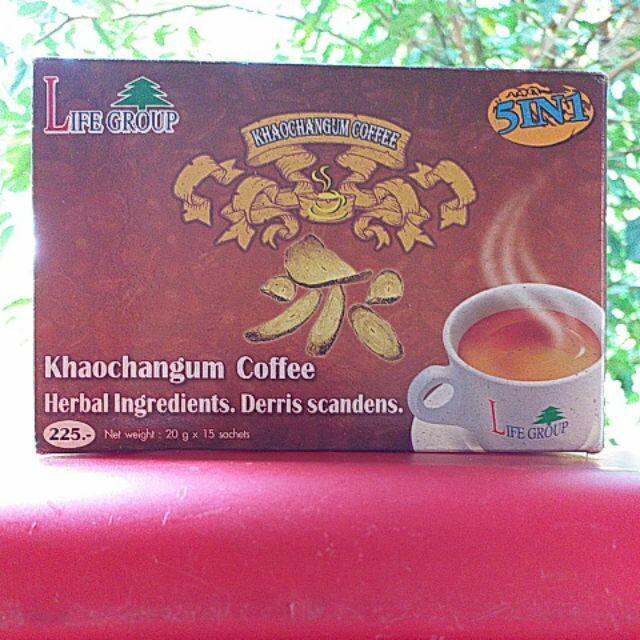 LIFE GROUP
KHAOCHANGUM COFFEE
5IN1
Khaochangum Coffee
Herbal Ingredients. Derris scandens.
225.- Net weight : 20 g x 15 sachets
LIFE GROUP